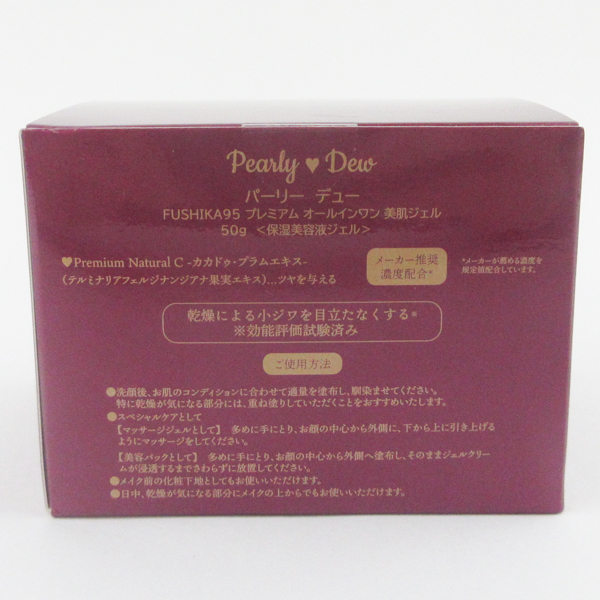 Pearly ♥ Dew
パーリー デュー
FUSHIKA95 プレミアム オールインワン 美肌ジェル
50g <保湿美容液ジェル>
♥Premium Natural C -カカドゥ・プラムエキス-
(テルミナリアフェルジナンジアナ果実エキス)…ツヤを与える
メーカー推奨
濃度配合*
*メーカーが薦める濃度を
規定値配合しています。
乾燥による小ジワを目立たなくする※
※効能評価試験済み
ご使用方法
●洗顔後、お肌のコンディションに合わせて適量を塗布し、馴染ませてください。
特に乾燥が気になる部分には、重ね塗りしていただくことをおすすめいたします。
●スペシャルケアとして
【マッサージジェルとして】 多めに手にとり、お顔の中心から外側に、下から上に引き上げる
ようにマッサージをしてください。
【美容パックとして】 多めに手にとり、お顔の中心から外側へ塗布し、そのままジェルクリー
ムが浸透するまでさわらずに放置してください。
●メイク前の化粧下地としてもお使いいただけます。
●日中、乾燥が気になる部分にメイクの上からでもお使いいただけます。